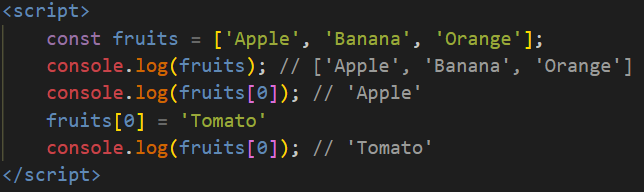 <script>
const fruits = ['Apple', 'Banana', 'Orange'];
console.log(fruits); // ['Apple', 'Banana', 'Orange']
console.log(fruits[0]); // 'Apple'
fruits[0] = 'Tomato'
console.log(fruits[0]); // 'Tomato'
</script>